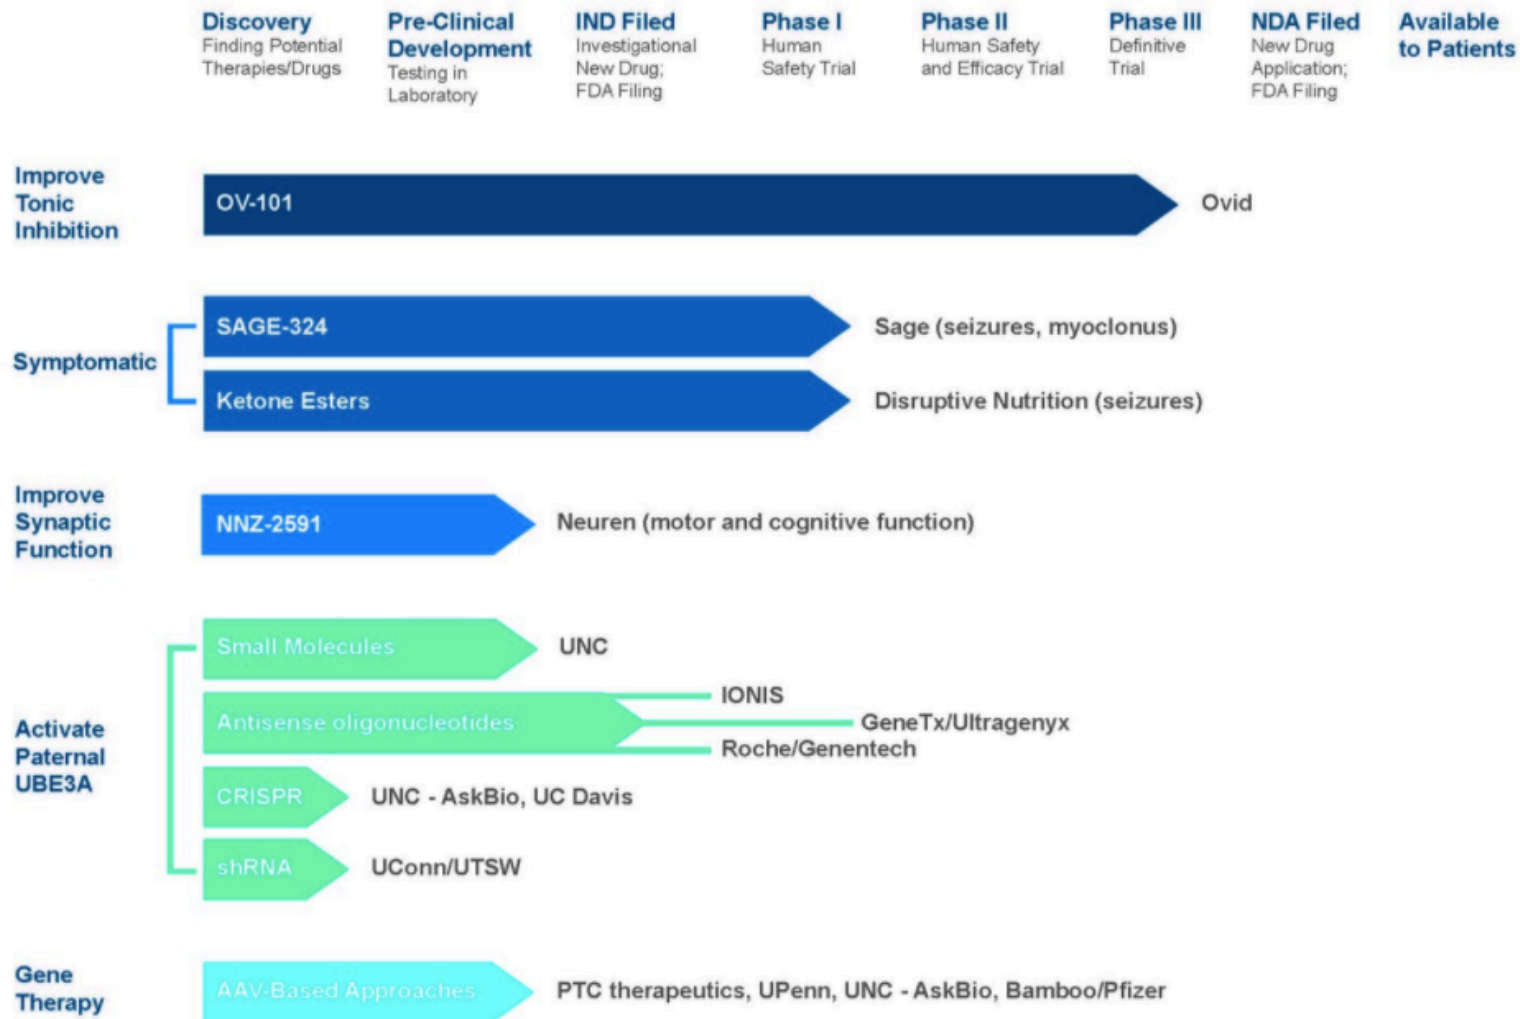 Discovery
Finding Potential
Therapies/Drugs
Pre-Clinical
Development
Testing in
Laboratory
IND Filed
Investigational
New Drug;
FDA Filing
Phase I
Human
Safety Trial
Phase II
Human Safety
and Efficacy Trial
Phase III
Definitive
Trial
NDA Filed
New Drug
Application;
FDA Filing
Available
to Patients
Improve
Tonic
Inhibition
OV-101
Ovid
Symptomatic
SAGE-324
Sage (seizures, myoclonus)
Ketone Esters
Disruptive Nutrition (seizures)
Improve
Synaptic
Function
NNZ-2591
Neuren (motor and cognitive function)
Activate
Paternal
UBE3A
Small Molecules
UNC
Antisense oligonucleotides
IONIS
GeneTx/Ultragenyx
Roche/Genentech
CRISPR
UNC - AskBio, UC Davis
shRNA
UConn/UTSW
Gene
Therapy
AAV-Based Approaches
PTC therapeutics, UPenn, UNC - AskBio, Bamboo/Pfizer